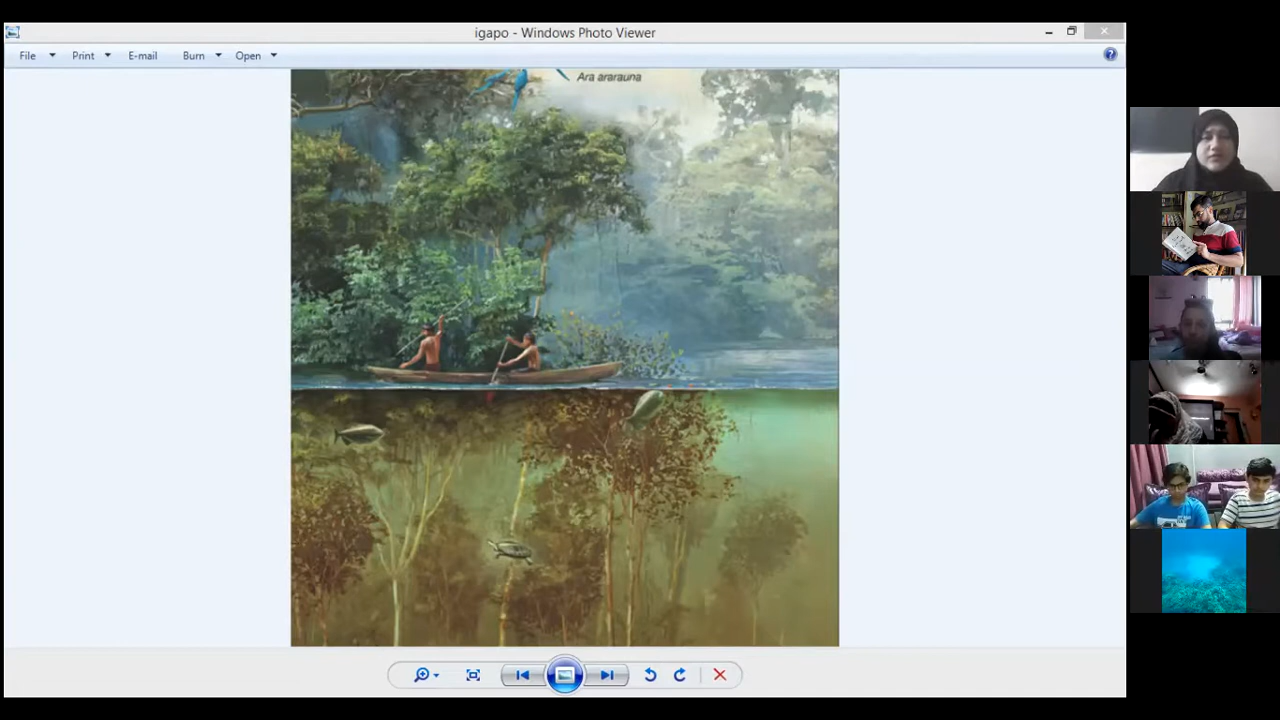 igapo - Windows Photo Viewer
File Print E-mail Burn Open
Ara ararauna